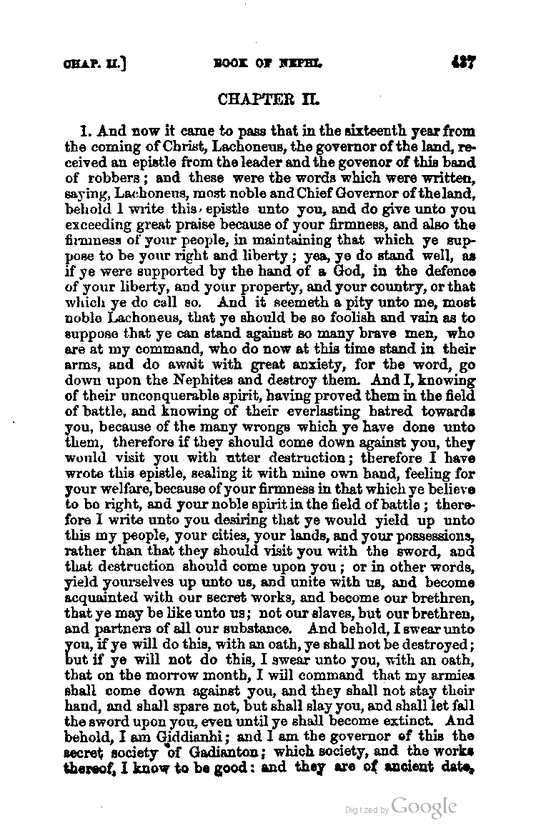 CHAP. II.] BOOK OF NEPHI. 437
CHAPTER II.
1. And now it came to pass that in the sixteenth year from
the coming of Christ, Lachoneus, the governor of the land, re-
ceived an epistle from the leader and the govenor of this band
of robbers; and these were the words which were written,
saying, Lachoneus, most noble and Chief Governor of the land,
behold I write this epistle unto you, and do give unto you
exceeding great praise because of your firmness, and also the
firmness of your people, in maintaining that which ye sup-
pose to be your right and liberty; yea, ye do stand well, as
if ye were supported by the hand of a God, in the defence
of your liberty, and your property, and your country, or that
which ye do call so. And it seemeth a pity unto me, most
noble Lachoneus, that ye should be so foolish and vain as to
suppose that ye can stand against so many brave men, who
are at my command, who do now at this time stand in their
arms, and do await with great anxiety, for the word, go
down upon the Nephites and destroy them. And I, knowing
of their unconquerable spirit, having proved them in the field
of battle, and knowing of their everlasting hatred towards
you, because of the many wrongs which ye have done unto
them, therefore if they should come down against you, they
would visit you with utter destruction; therefore I have
wrote this epistle, sealing it with mine own hand, feeling for
your welfare, because of your firmness in that which ye believe
to be right, and your noble spirit in the field of battle; there-
fore I write unto you desiring that ye would yield up unto
this my people, your cities, your lands, and your possessions,
rather than that they should visit you with the sword, and
that destruction should come upon you; or in other words,
yield yourselves up unto us, and unite with us, and become
acquainted with our secret works, and become our brethren,
that ye may be like unto us; not our slaves, but our brethren,
and partners of all our substance. And behold, I swear unto
you, if ye will do this, with an oath, ye shall not be destroyed;
but if ye will not do this, I swear unto you, with an oath,
that on the morrow month, I will command that my armies
shall come down against you, and they shall not stay their
hand, and shall spare not, but shall slay you, and shall let fall
the sword upon you, even until ye shall become extinct. And
behold, I am Giddianhi; and I am the governor of this the
secret society of Gadianton; which society, and the works
thereof, I know to be good: and they are of ancient date,
Digitized by Google